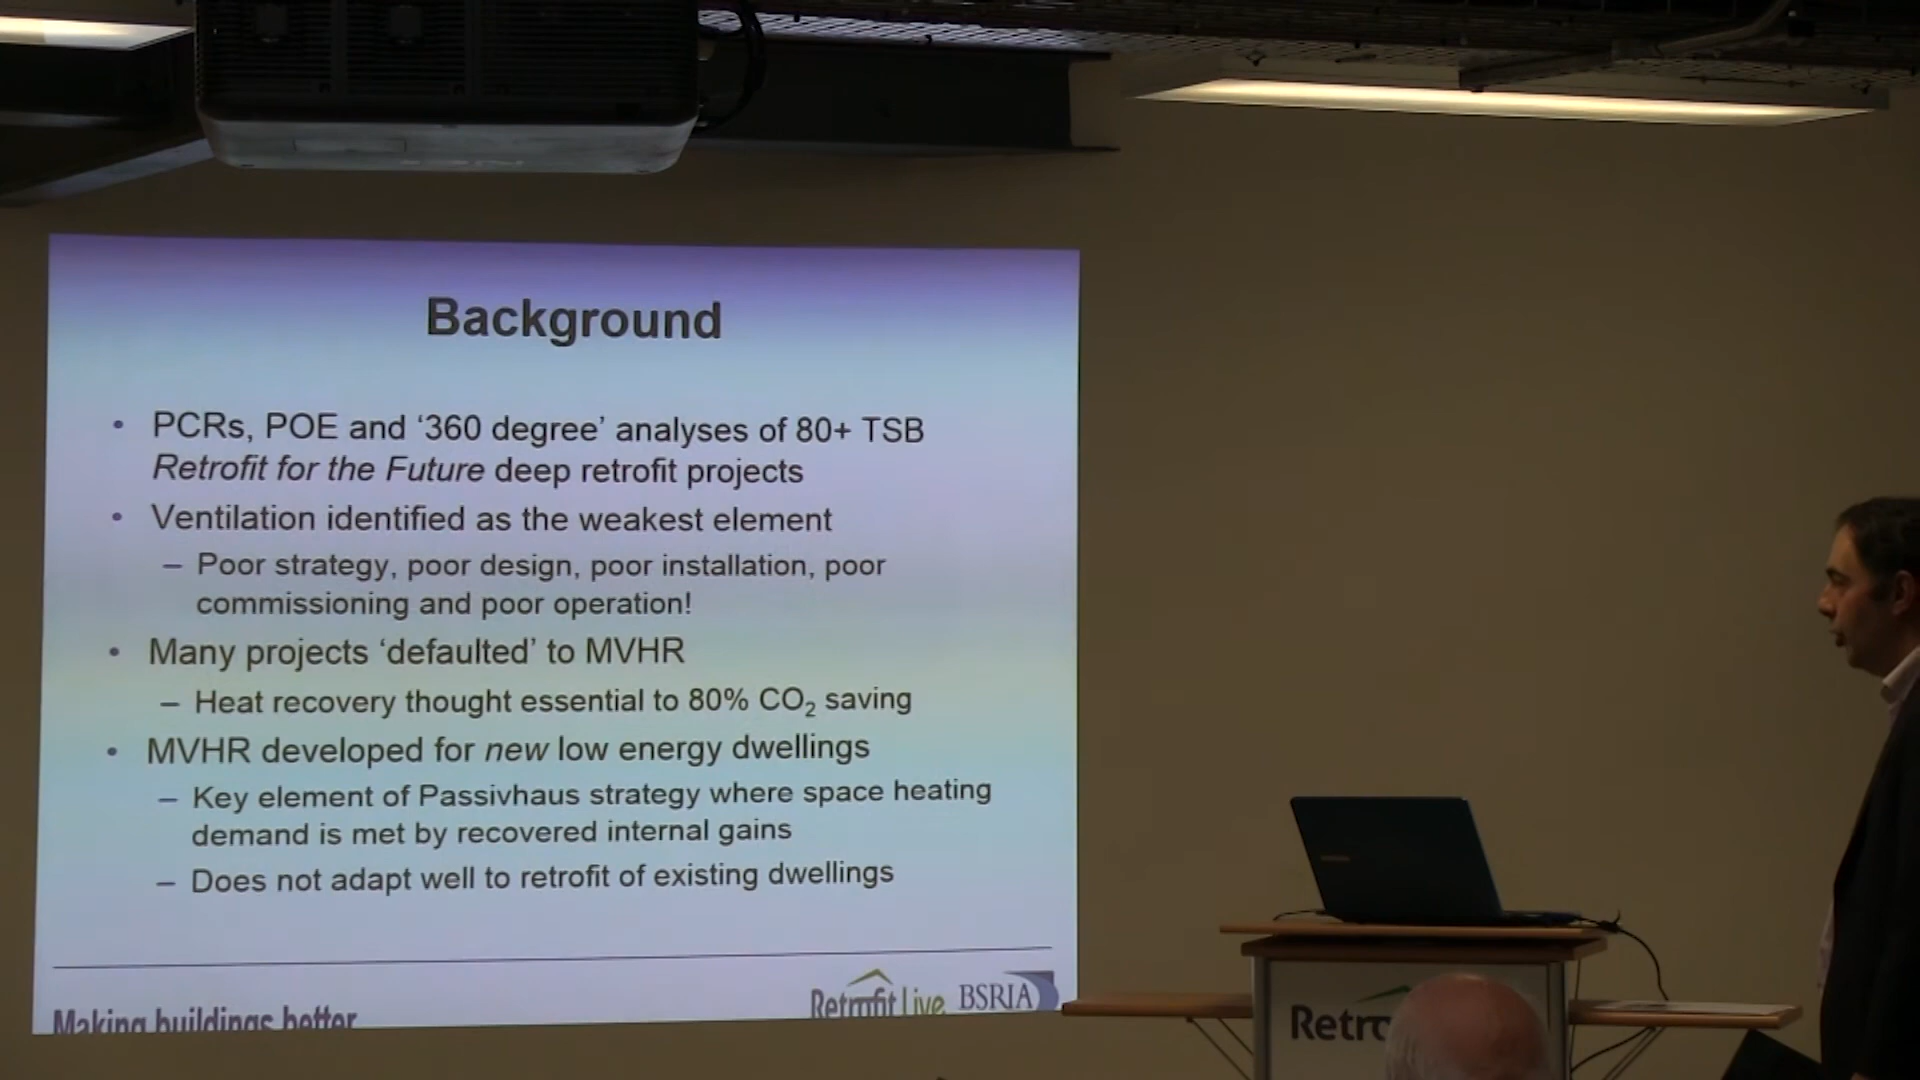 Background
• PCRs, POE and ‘360 degree’ analyses of 80+ TSB
Retrofit for the Future deep retrofit projects
• Ventilation identified as the weakest element
– Poor strategy, poor design, poor installation, poor
commissioning and poor operation!
• Many projects ‘defaulted’ to MVHR
– Heat recovery thought essential to 80% CO₂ saving
• MVHR developed for new low energy dwellings
– Key element of Passivhaus strategy where space heating
demand is met by recovered internal gains
– Does not adapt well to retrofit of existing dwellings
Making buildings better
Retrofit Live BSRIA
Retro